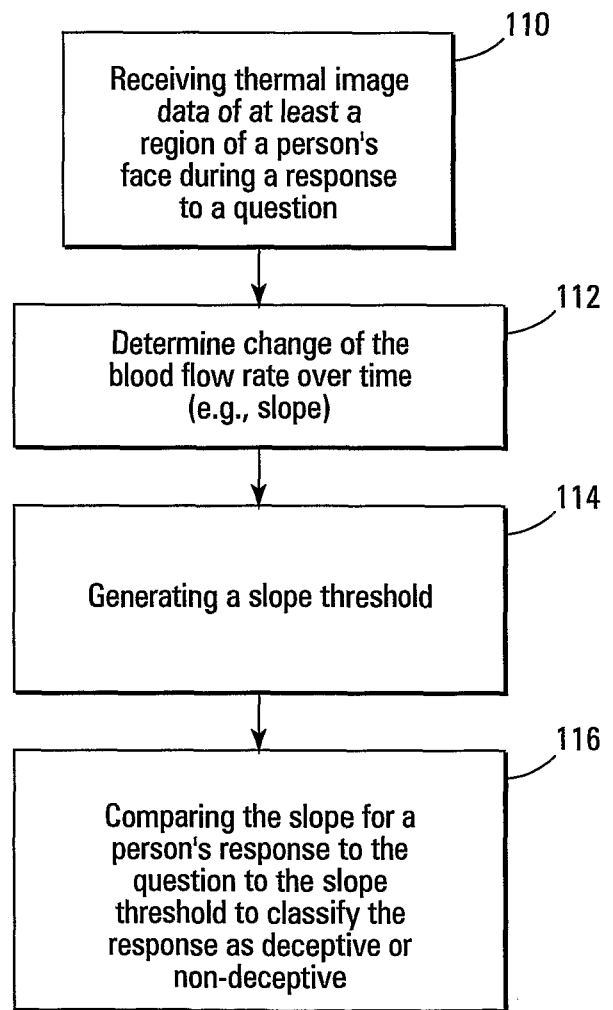 110
Receiving thermal image
data of at least a
region of a person's
face during a response
to a question
112
Determine change of the
blood flow rate over time
(e.g., slope)
114
Generating a slope threshold
116
Comparing the slope for a
person's response to the
question to the slope
threshold to classify the
response as deceptive or
non-deceptive